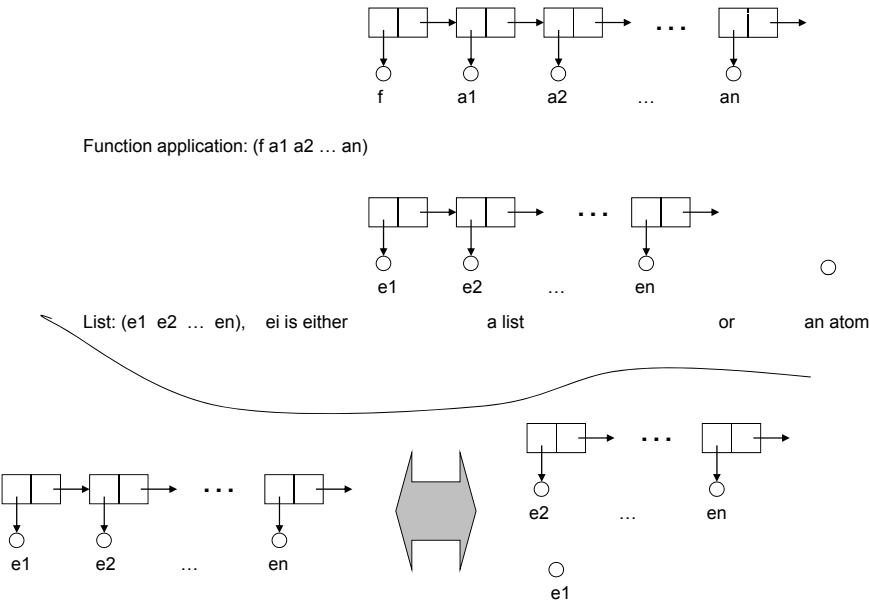 f a1 a2 … an
Function application: (f a1 a2 … an)
e1 e2 … en
List: (e1 e2 … en), ei is either a list or an atom
e1 e2 … en
e2 … en
e1